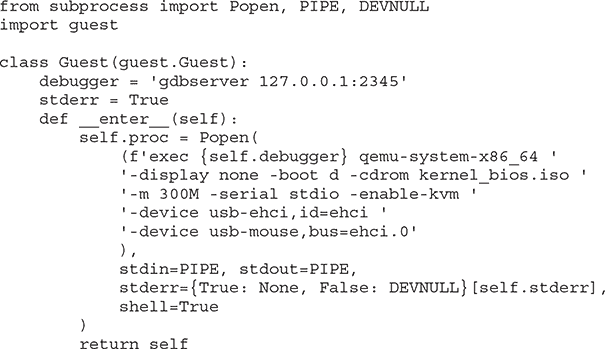 from subprocess import Popen, PIPE, DEVNULL
import guest

class Guest(guest.Guest):
    debugger = 'gdbserver 127.0.0.1:2345'
    stderr = True
    def __enter__(self):
        self.proc = Popen(
            (f'exec {self.debugger} qemu-system-x86_64 '
            '-display none -boot d -cdrom kernel_bios.iso '
            '-m 300M -serial stdio -enable-kvm '
            '-device usb-ehci,id=ehci '
            '-device usb-mouse,bus=ehci.0'
            ),
            stdin=PIPE, stdout=PIPE,
            stderr={True: None, False: DEVNULL}[self.stderr],
            shell=True
        )
        return self